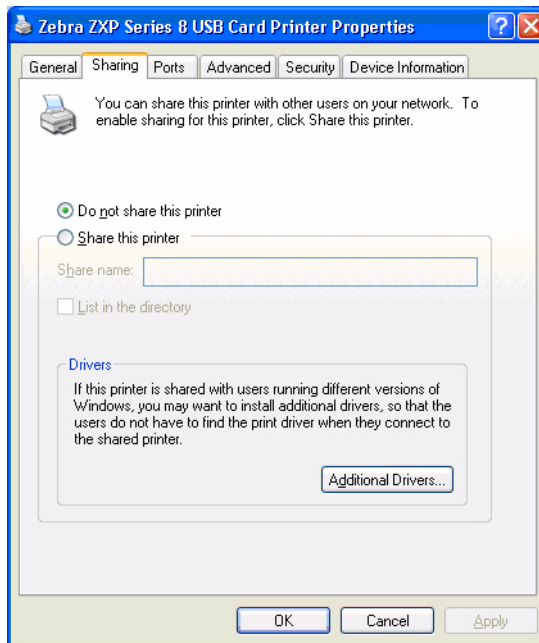 Zebra ZXP Series 8 USB Card Printer Properties
General Sharing Ports Advanced Security Device Information
You can share this printer with other users on your network. To
enable sharing for this printer, click Share this printer.
Do not share this printer
Share this printer
Share name:
List in the directory
Drivers
If this printer is shared with users running different versions of
Windows, you may want to install additional drivers, so that the
users do not have to find the print driver when they connect to
the shared printer.
Additional Drivers...
OK Cancel Apply